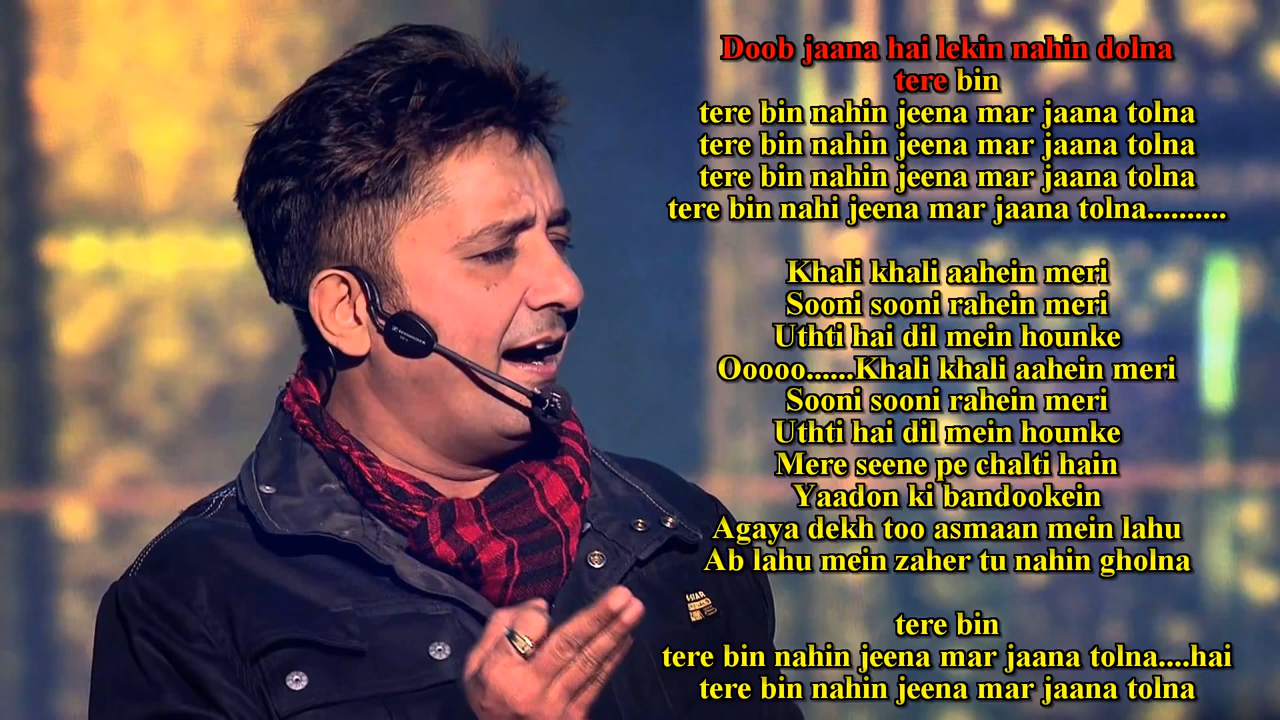 Doob jaana hai lekin nahin dolna
tere bin
tere bin nahin jeena mar jaana tolna
tere bin nahin jeena mar jaana tolna
tere bin nahin jeena mar jaana tolna
tere bin nahi jeena mar jaana tolna..........
Khali khali aahein meri
Sooni sooni rahein meri
Uthti hai dil mein hounke
Ooooo......Khali khali aahein meri
Sooni sooni rahein meri
Uthti hai dil mein hounke
Mere seene pe chalti hain
Yaadon ki bandookein
Agaya dekh too asmaan mein lahu
Ab lahu mein zaher tu nahin gholna
tere bin
tere bin nahin jeena mar jaana tolna....hai
tere bin nahin jeena mar jaana tolna